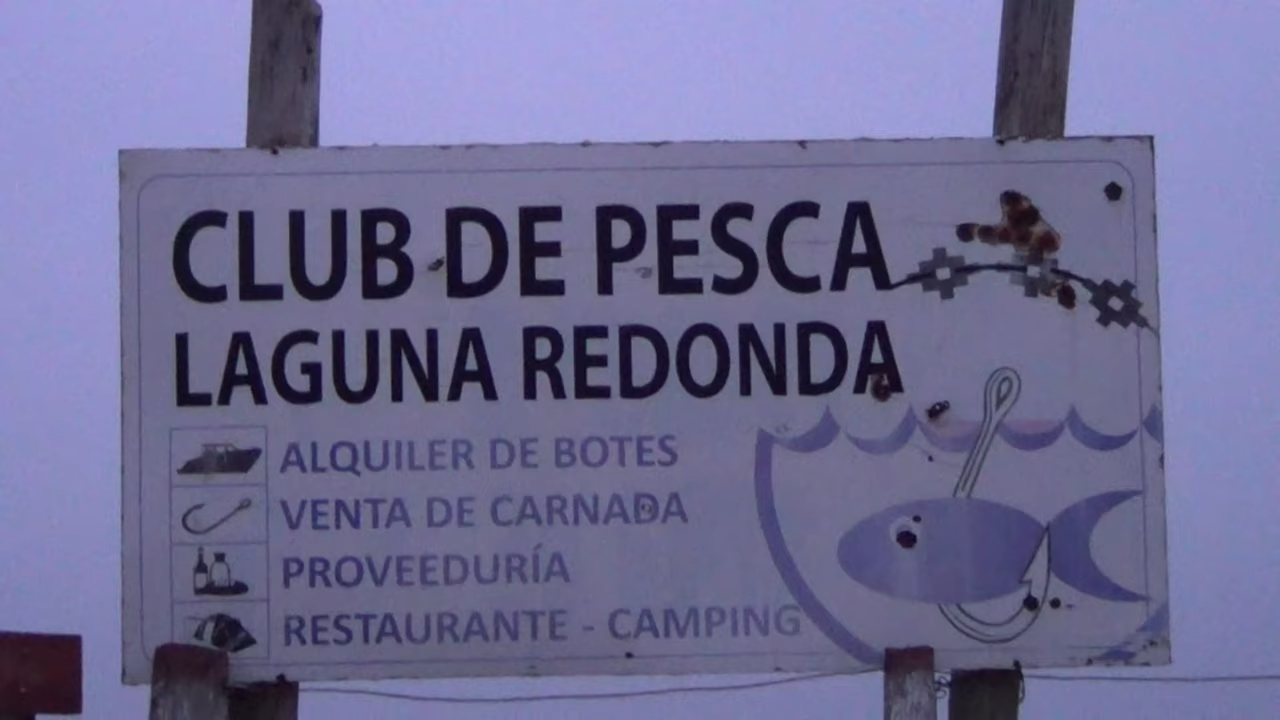 CLUB DE PESCA
LAGUNA REDONDA
ALQUILER DE BOTES
VENTA DE CARNADA
PROVEEDURÍA
RESTAURANTE - CAMPING